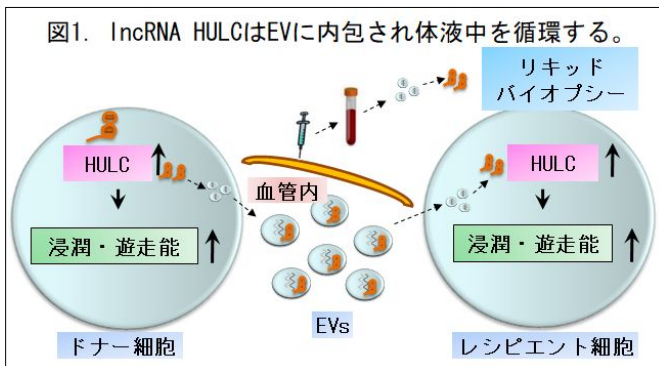 図1. lncRNA HULCはEVに内包され体液中を循環する。
リキッド
バイオプシー
HULC
血管内
HULC
浸潤・遊走能
浸潤・遊走能
EVs
ドナー細胞
レシピエント細胞